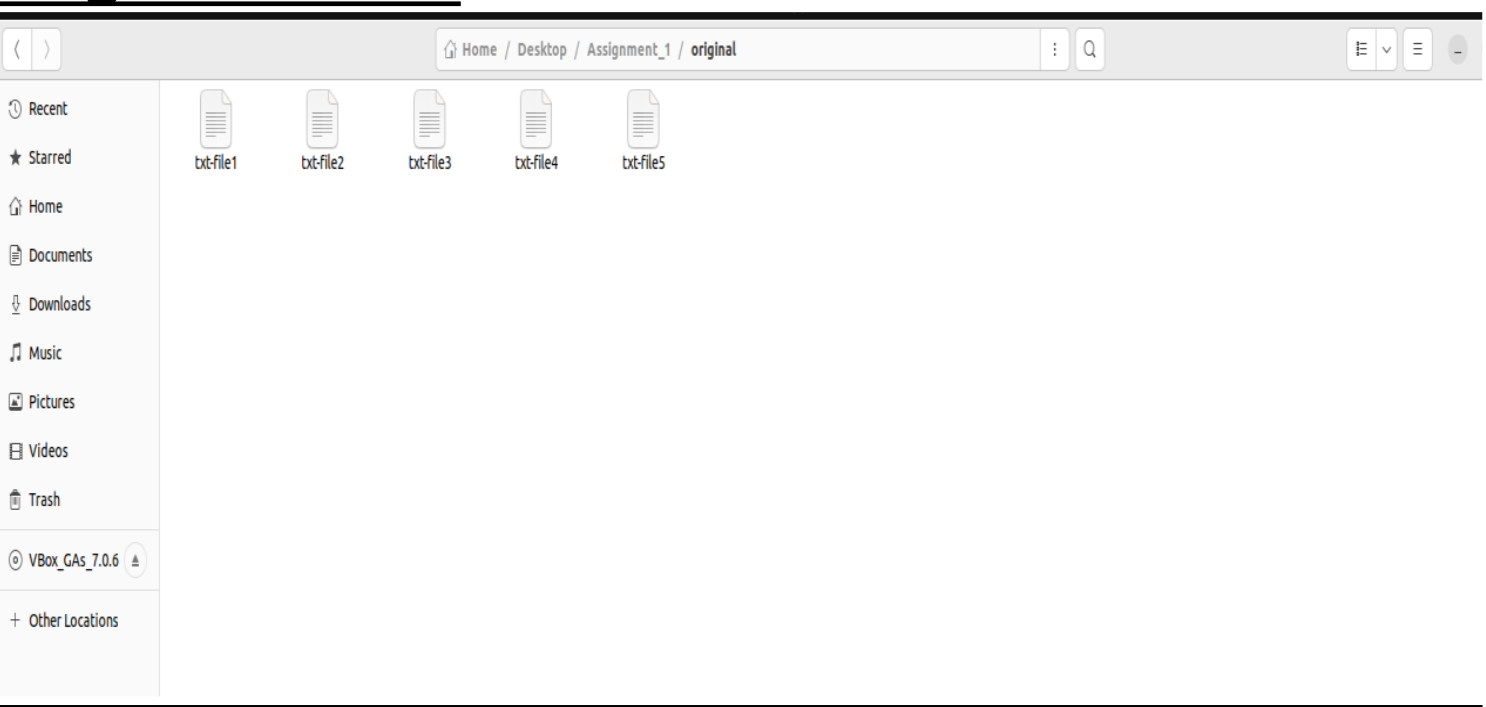 Home / Desktop / Assignment_1 / original
Recent
Starred
Home
Documents
Downloads
Music
Pictures
Videos
Trash
VBox_GAs_7.0.6
+ Other Locations
txt-file1 txt-file2 txt-file3 txt-file4 txt-file5